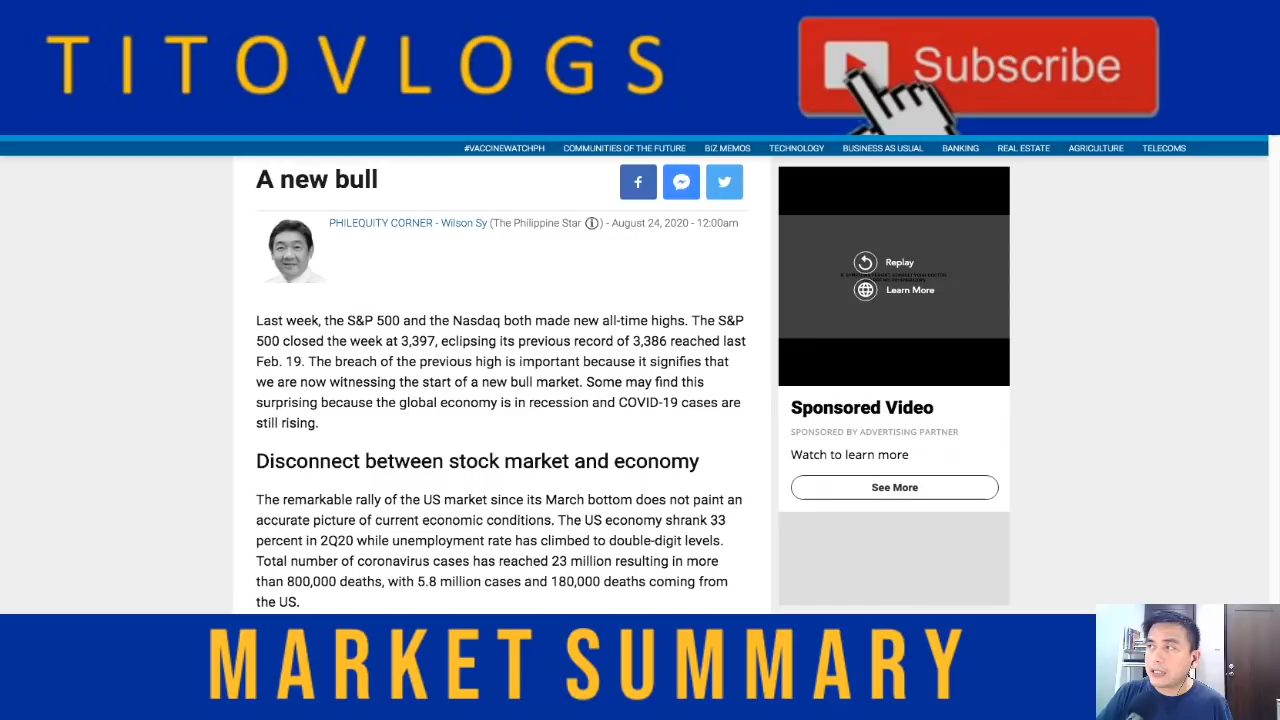 TITOVLOGS
Subscribe
#VACCINEWATCHPH COMMUNITIES OF THE FUTURE BIZ MEMOS TECHNOLOGY BUSINESS AS USUAL BANKING REAL ESTATE AGRICULTURE TELECOMS
A new bull
PHILEQUITY CORNER - Wilson Sy (The Philippine Star ) - August 24, 2020 - 12:00am
Last week, the S&P 500 and the Nasdaq both made new all-time highs. The S&P
500 closed the week at 3,397, eclipsing its previous record of 3,386 reached last
Feb. 19. The breach of the previous high is important because it signifies that
we are now witnessing the start of a new bull market. Some may find this
surprising because the global economy is in recession and COVID-19 cases are
still rising.
Disconnect between stock market and economy
The remarkable rally of the US market since its March bottom does not paint an
accurate picture of current economic conditions. The US economy shrank 33
percent in 2Q20 while unemployment rate has climbed to double-digit levels.
Total number of coronavirus cases has reached 23 million resulting in more
than 800,000 deaths, with 5.8 million cases and 180,000 deaths coming from
the US.
Replay
Learn More
Sponsored Video
SPONSORED BY ADVERTISING PARTNER
Watch to learn more
See More
MARKET SUMMARY